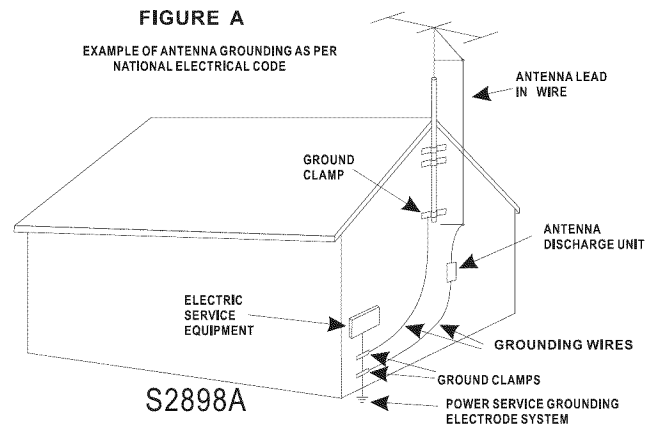 FIGURE A
EXAMPLE OF ANTENNA GROUNDING AS PER
NATIONAL ELECTRICAL CODE
ANTENNA LEAD
IN WIRE
GROUND
CLAMP
ANTENNA
DISCHARGE UNIT
ELECTRIC
SERVICE
EQUIPMENT
GROUNDING WIRES
GROUND CLAMPS
S2898A
POWER SERVICE GROUNDING
ELECTRODE SYSTEM